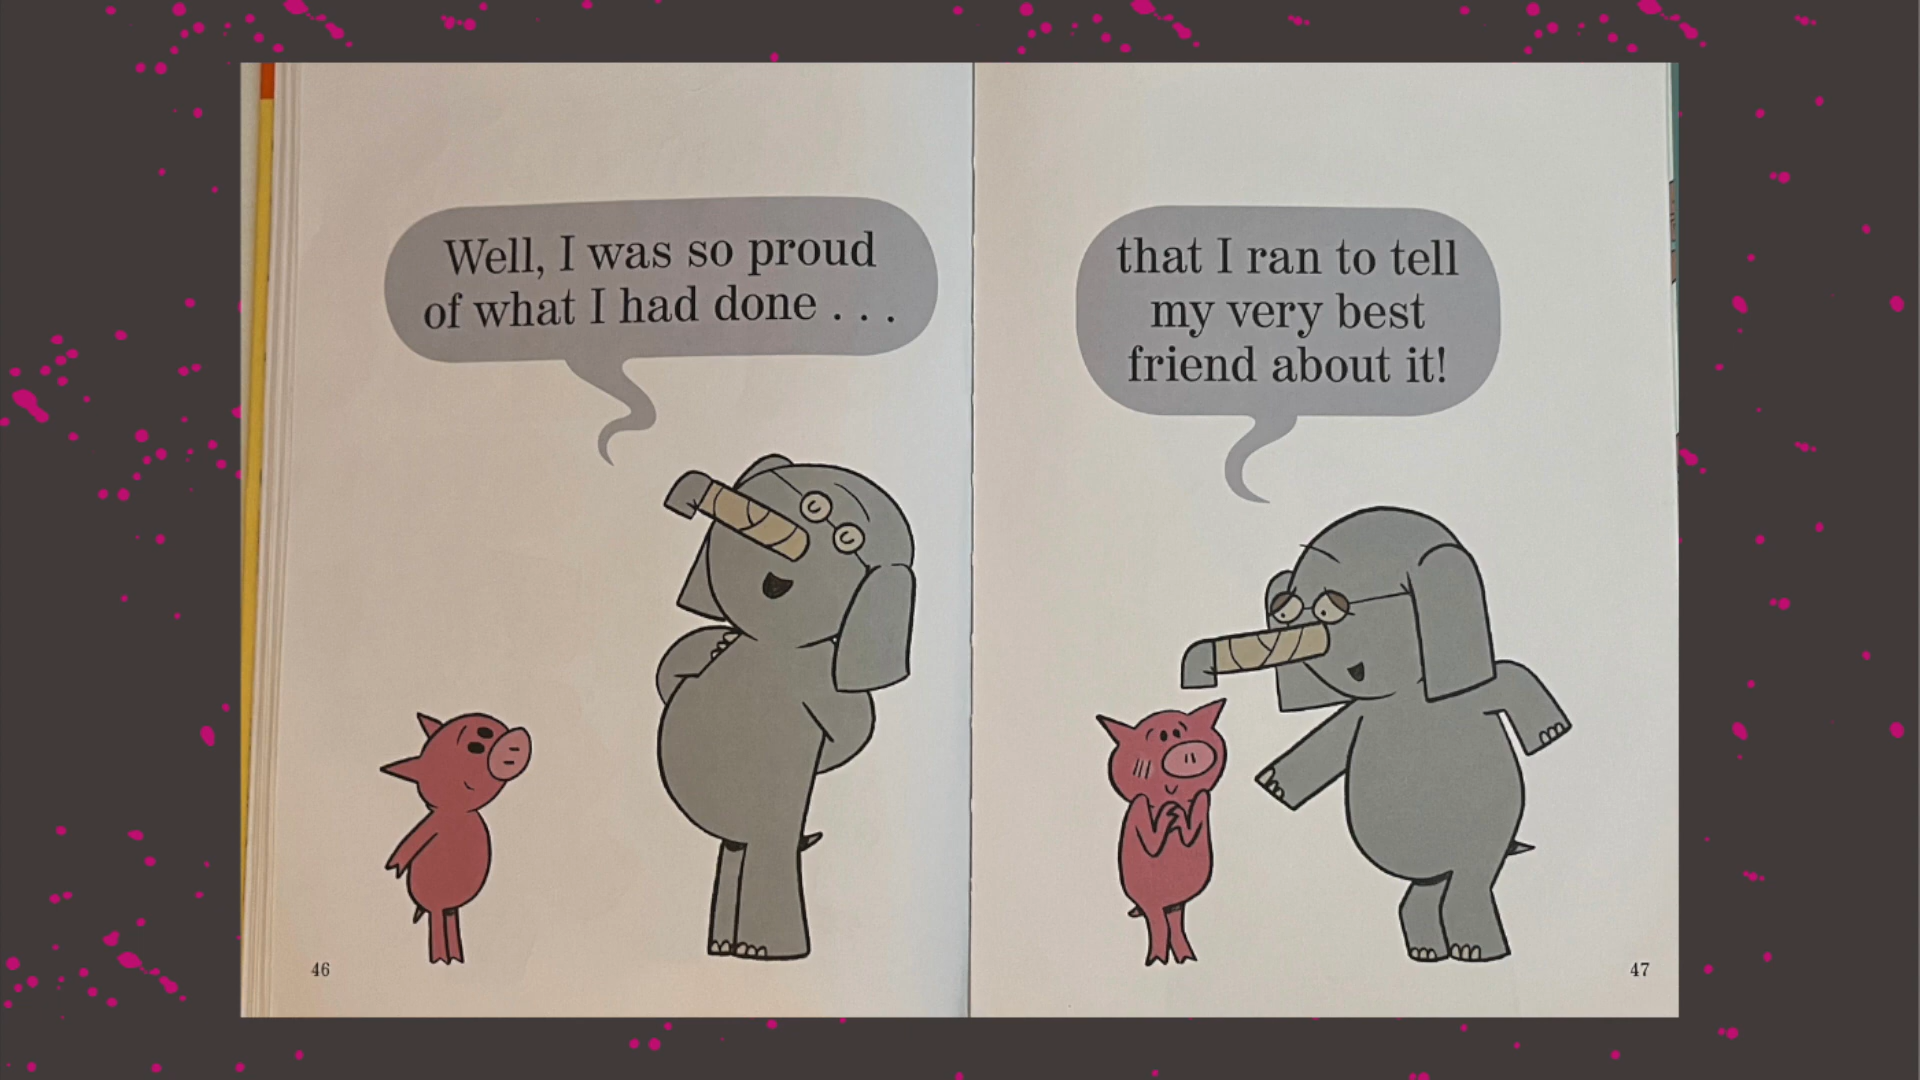 Well, I was so proud
of what I had done . . .
46
that I ran to tell
my very best
friend about it!
47